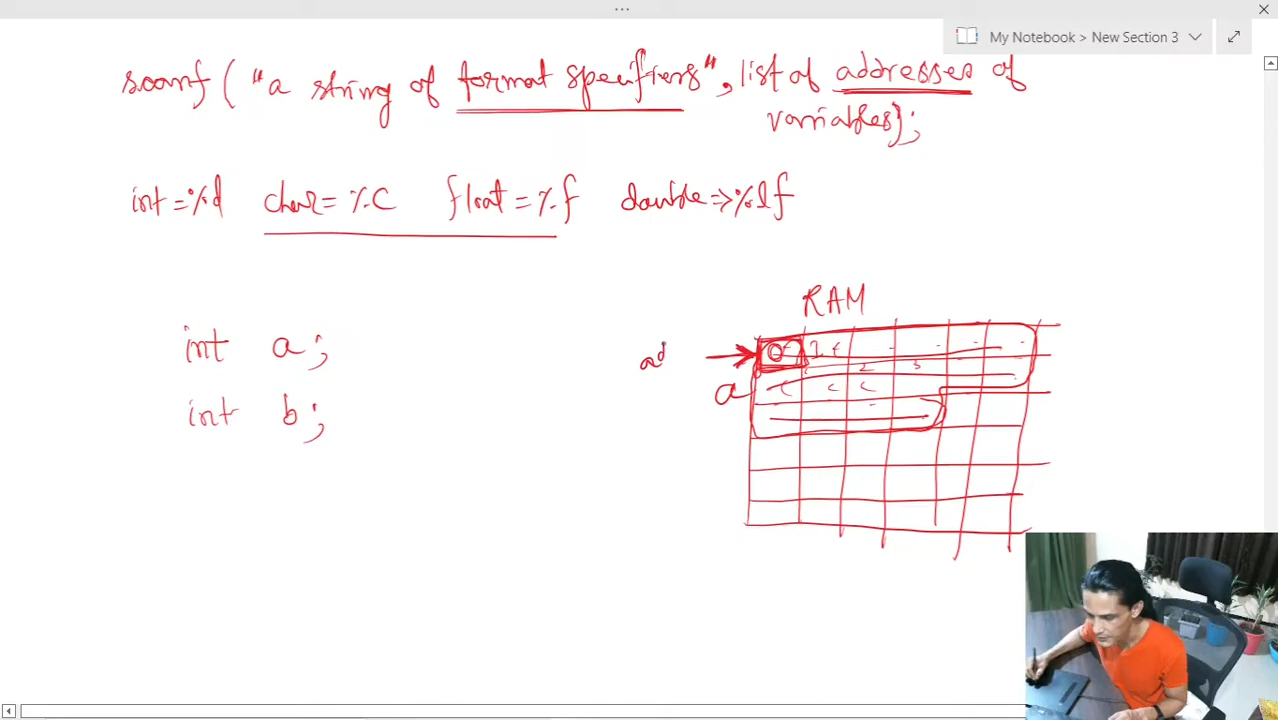 ...
My Notebook > New Section 3
scanf ( "a string of format specifiers", list of addresses of
variables);
int = %d char = %c float = %f double => %lf
RAM
int a;
ad
a
int b;